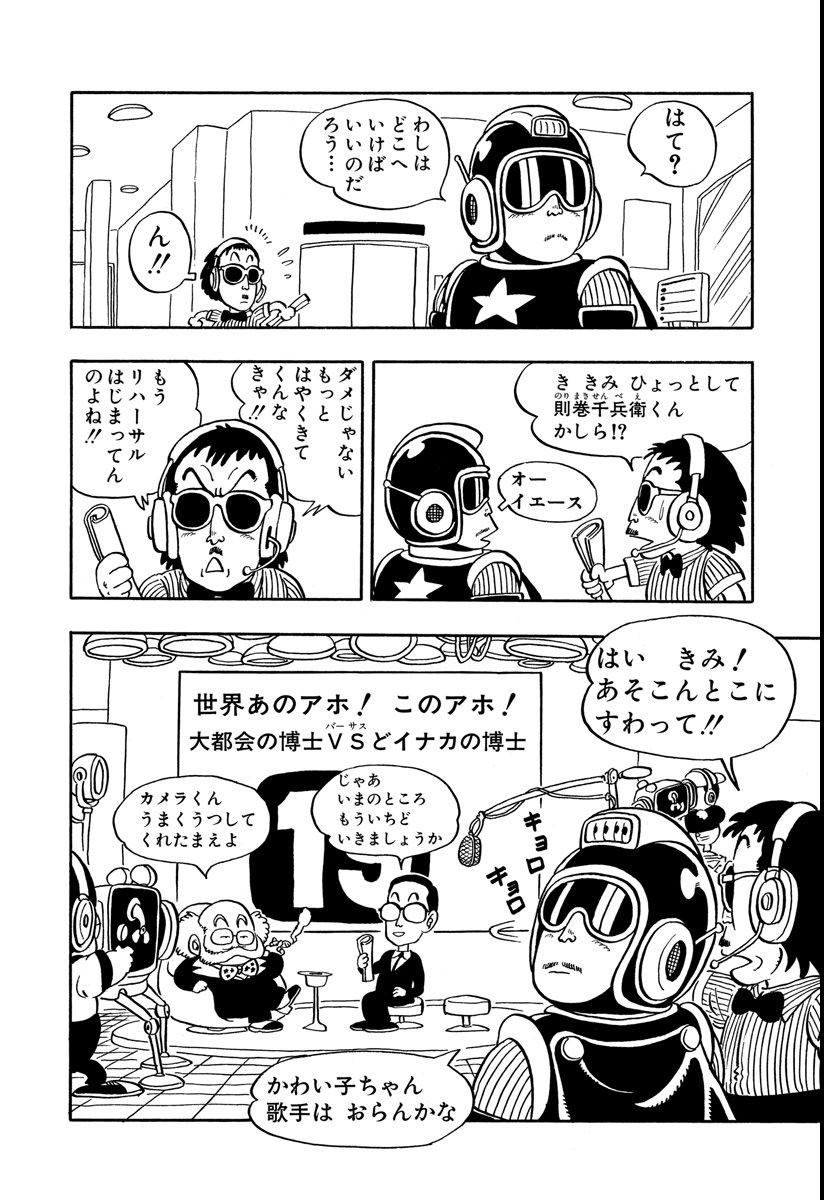 はて?
わしは
どこへ
いけば
いいのだ
ろう…
ん!!
き きみ ひょっとして
のりまきせんべえ
則巻千兵衛くん
かしら!?
オー
イエース
ダメじゃない
もっと
はやくきて
くんな
きゃ!!
もう
リハーサル
はじまってん
のよね!!
はい きみ!
あそこんとこに
すわって!!
世界あのアホ! このアホ!
バーサス
大都会の博士VSどイナカの博士
15
じゃあ
いまのところ
もういちど
いきましょうか
カメラくん
うまくうつして
くれたまえよ
キョロ
キョロ
かわい子ちゃん
歌手は おらんかな